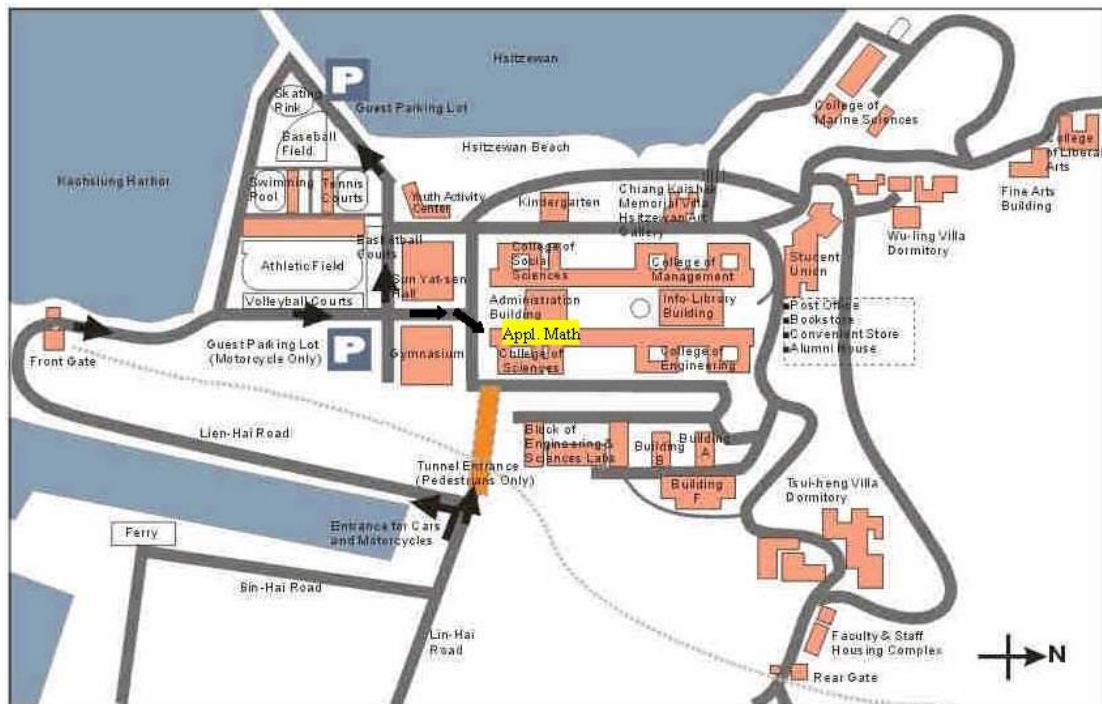 Hsitzewan
P
Skating
Rink
Guest Parking Lot
Baseball
Field
Hsitzewan Beach
College of
Marine Sciences
College
of Liberal
Arts
Fine Arts
Building
Kaohsiung Harbor
Swimming
Pool
Tennis
Courts
Youth Activity
Center
Kindergarten
Chiang Kaishek
Memorial Villa
Hsitzewan Art
Gallery
Wu-ling Villa
Dormitory
Basketball
Courts
Athletic Field
Sun Yat-sen
Hall
College of
Social
Sciences
College of
Management
Student
Union
Volleyball Courts
Administration
Building
Info-Library
Building
Post Office
Bookstore
Convenient Store
Alumni House
Appl. Math
Front Gate
Guest Parking Lot
(Motorcycle Only)
P
Gymnasium
College of
Sciences
College of
Engineering
Lien-Hai Road
Block of
Engineering &
Sciences Labs
Building
B
Building
A
Tunnel Entrance
(Pedestrians Only)
Building
F
Tsui-heng Villa
Dormitory
Ferry
Entrance for Cars
and Motorcycles
Bin-Hai Road
Lin-Hai
Road
Faculty & Staff
Housing Complex
N
Rear Gate